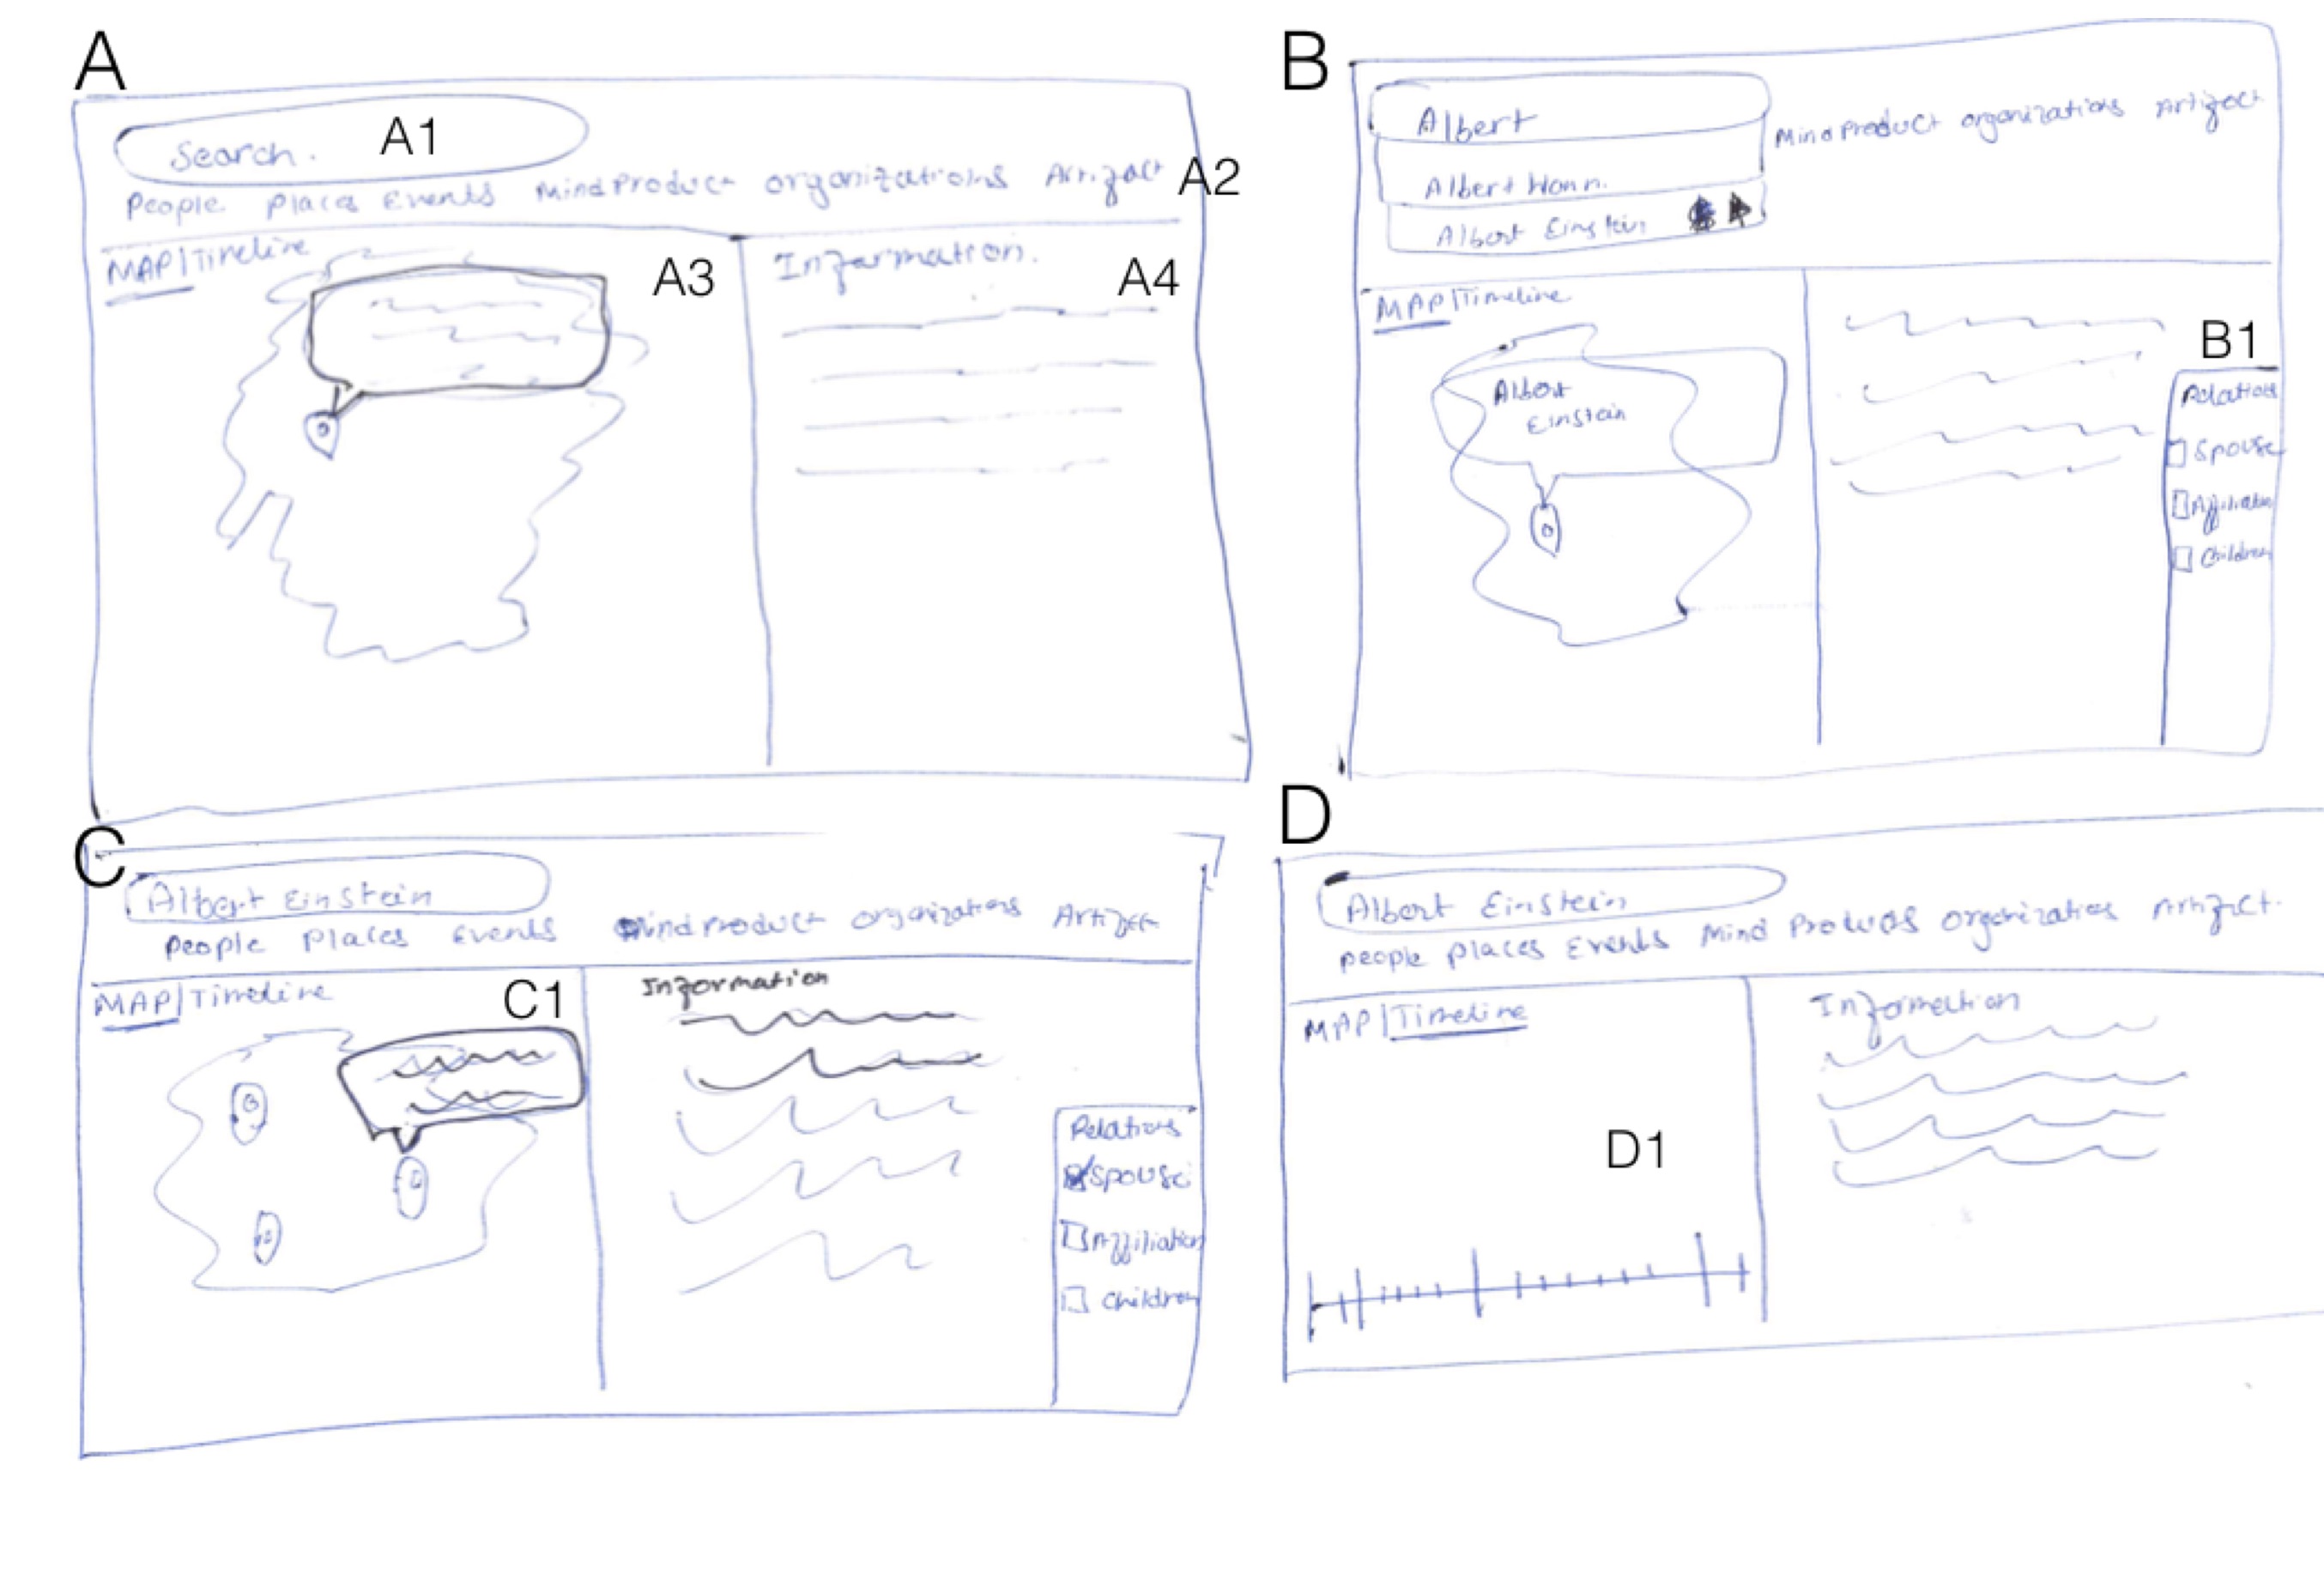 A
Search. A1
People Places Events Mind Product organizations Artifact A2
MAP|Timeline A3
Information. A4
B
Albert
Albert Homn.
Albert Einstein
Mind Product organizations Artifact
MAP|Timeline
Albert
Einstein
B1
Relations
Spouse
Affiliation
Children
C
Albert Einstein
People Places Events Mind Product organizations Artifact
MAP|Timeline
C1
Information
Relations
Spouse
Affiliation
Children
D
Albert Einstein
People Places Events Mind Products organization Artifact.
MAP|Timeline
D1
Information